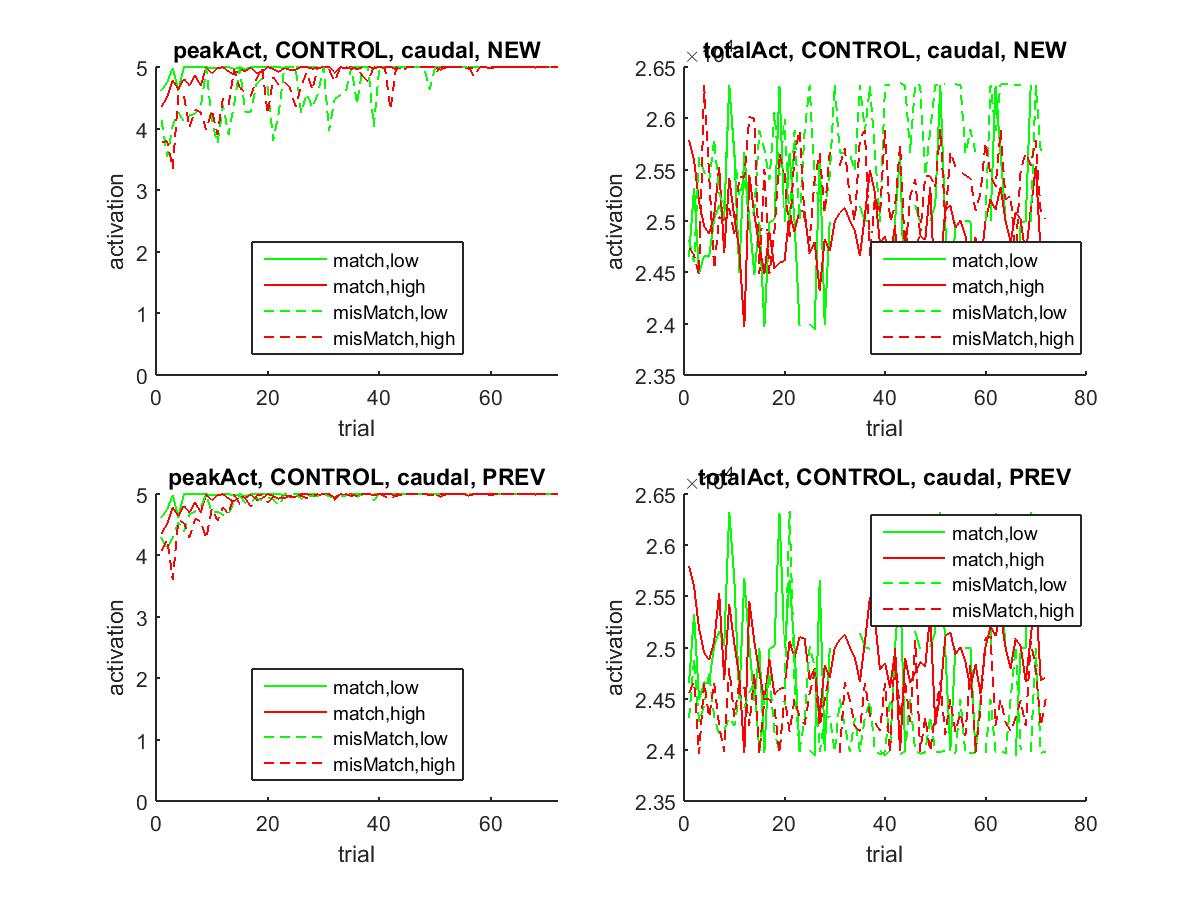 peakAct, CONTROL, caudal, NEW
5
4
3
2
1
0
activation
match,low
match,high
misMatch,low
misMatch,high
0 20 40 60
trial
totalAct, CONTROL, caudal, NEW
2.65
2.6
2.55
2.5
2.45
2.4
2.35
activation
match,low
match,high
misMatch,low
misMatch,high
0 20 40 60 80
trial
peakAct, CONTROL, caudal, PREV
5
4
3
2
1
0
activation
match,low
match,high
misMatch,low
misMatch,high
0 20 40 60
trial
totalAct, CONTROL, caudal, PREV
2.65
2.6
2.55
2.5
2.45
2.4
2.35
activation
match,low
match,high
misMatch,low
misMatch,high
0 20 40 60 80
trial